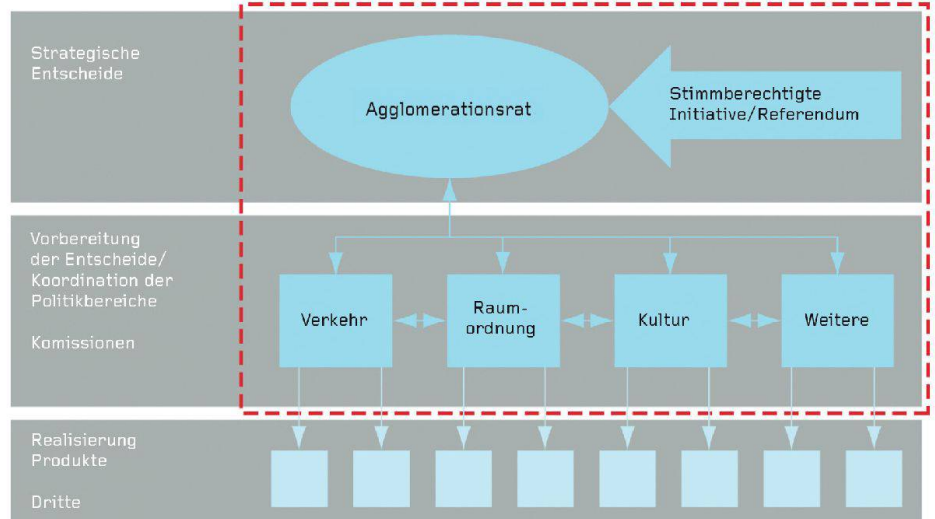 Strategische
Entscheide
Agglomerationsrat
Stimmberechtigte
Initiative/Referendum
Vorbereitung
der Entscheide/
Koordination der
Politikbereiche
Komissionen
Verkehr
Raum-
ordnung
Kultur
Weitere
Realisierung
Produkte
Dritte